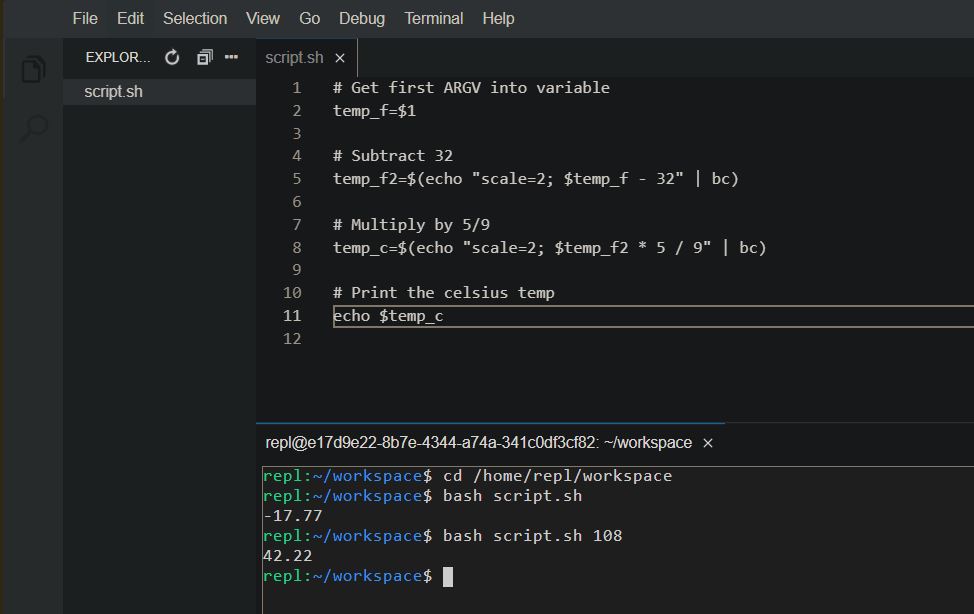 File Edit Selection View Go Debug Terminal Help
EXPLOR...
script.sh
script.sh ×
1 # Get first ARGV into variable
2 temp_f=$1
3
4 # Subtract 32
5 temp_f2=$(echo "scale=2; $temp_f - 32" | bc)
6
7 # Multiply by 5/9
8 temp_c=$(echo "scale=2; $temp_f2 * 5 / 9" | bc)
9
10 # Print the celsius temp
11 echo $temp_c
12
repl@e17d9e22-8b7e-4344-a74a-341c0df3cf82: ~/workspace ×
repl:~/workspace$ cd /home/repl/workspace
repl:~/workspace$ bash script.sh
-17.77
repl:~/workspace$ bash script.sh 108
42.22
repl:~/workspace$